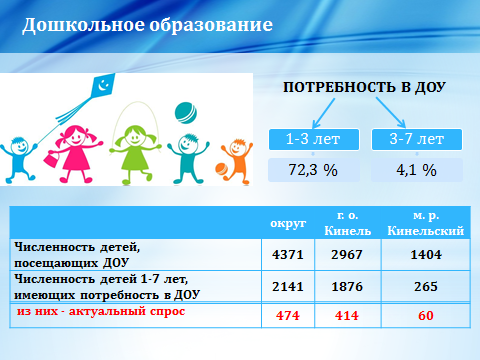 Дошкольное образование
ПОТРЕБНОСТЬ В ДОУ
1-3 лет 3-7 лет
72,3 % 4,1 %
округ г. о. Кинель м. р. Кинельский
Численность детей,
посещающих ДОУ 4371 2967 1404
Численность детей 1-7 лет,
имеющих потребность в ДОУ 2141 1876 265
из них - актуальный спрос 474 414 60